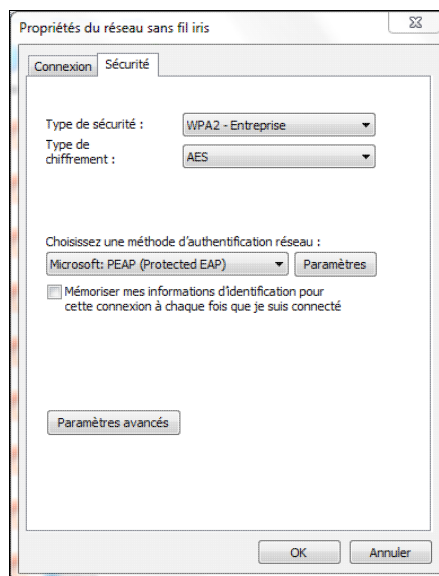 Propriétés du réseau sans fil iris
Connexion
Sécurité
Type de sécurité :
WPA2 - Entreprise
Type de
chiffrement :
AES
Choisissez une méthode d'authentification réseau :
Microsoft: PEAP (Protected EAP)
Paramètres
Mémoriser mes informations d'identification pour
cette connexion à chaque fois que je suis connecté
Paramètres avancés
OK
Annuler